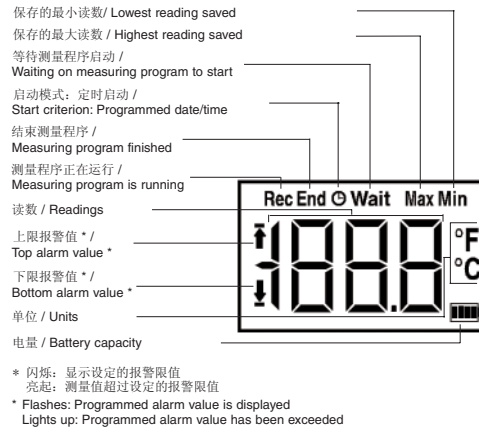 保存的最小读数/ Lowest reading saved
保存的最大读数 / Highest reading saved
等待测量程序启动 /
Waiting on measuring program to start
启动模式：定时启动 /
Start criterion: Programmed date/time
结束测量程序 /
Measuring program finished
测量程序正在运行 /
Measuring program is running
读数 / Readings
上限报警值 * /
Top alarm value *
下限报警值 * /
Bottom alarm value *
单位 / Units
电量 / Battery capacity
Rec End Wait Max Min
188.8
°F
°C
* 闪烁：显示设定的报警限值
亮起：测量值超过设定的报警限值
* Flashes: Programmed alarm value is displayed
Lights up: Programmed alarm value has been exceeded